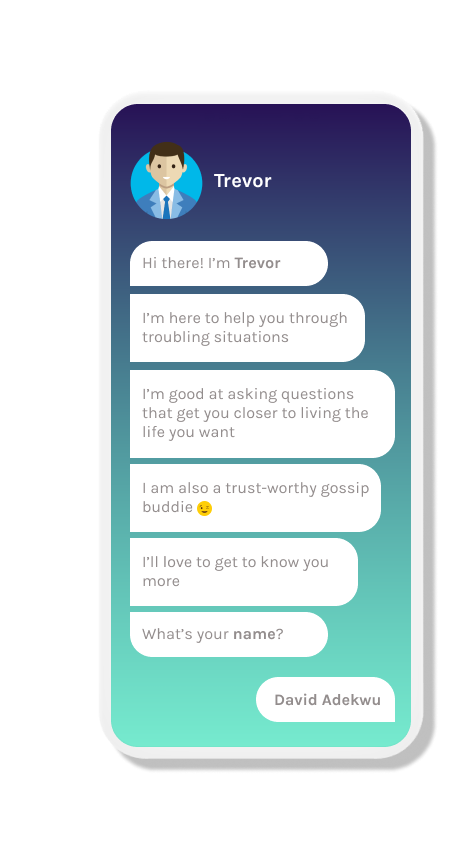 Trevor
Hi there! I’m Trevor
I’m here to help you through
troubling situations
I’m good at asking questions
that get you closer to living the
life you want
I am also a trust-worthy gossip
buddie 😉
I’ll love to get to know you
more
What’s your name?
David Adekwu